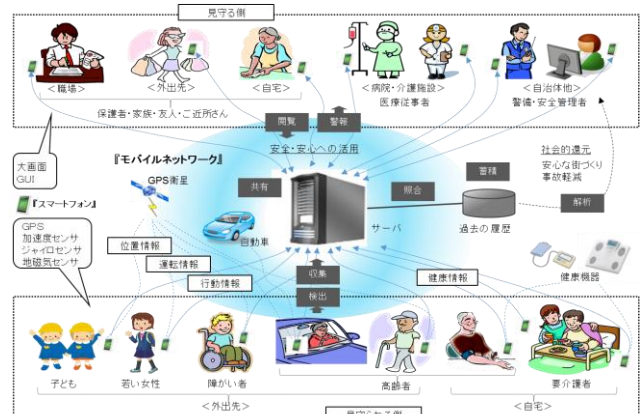 見守る側
＜職場＞
＜外出先＞
＜自宅＞
＜病院・介護施設＞
＜自治体他＞
保護者・家族・友人・ご近所さん
医療従事者
警備・安全管理者
閲覧
警報
大画面
GUI
『モバイルネットワーク』
安全・安心への活用
社会的還元
安心な街づくり
事故軽減
GPS衛星
共有
蓄積
照合
解析
『スマートフォン』
自動車
サーバ
過去の履歴
GPS
加速度センサ
ジャイロセンサ
地磁気センサ
位置情報
運転情報
行動情報
収集
健康情報
健康機器
検出
子ども
若い女性
障がい者
高齢者
要介護者
＜外出先＞
＜自宅＞
見守られる側